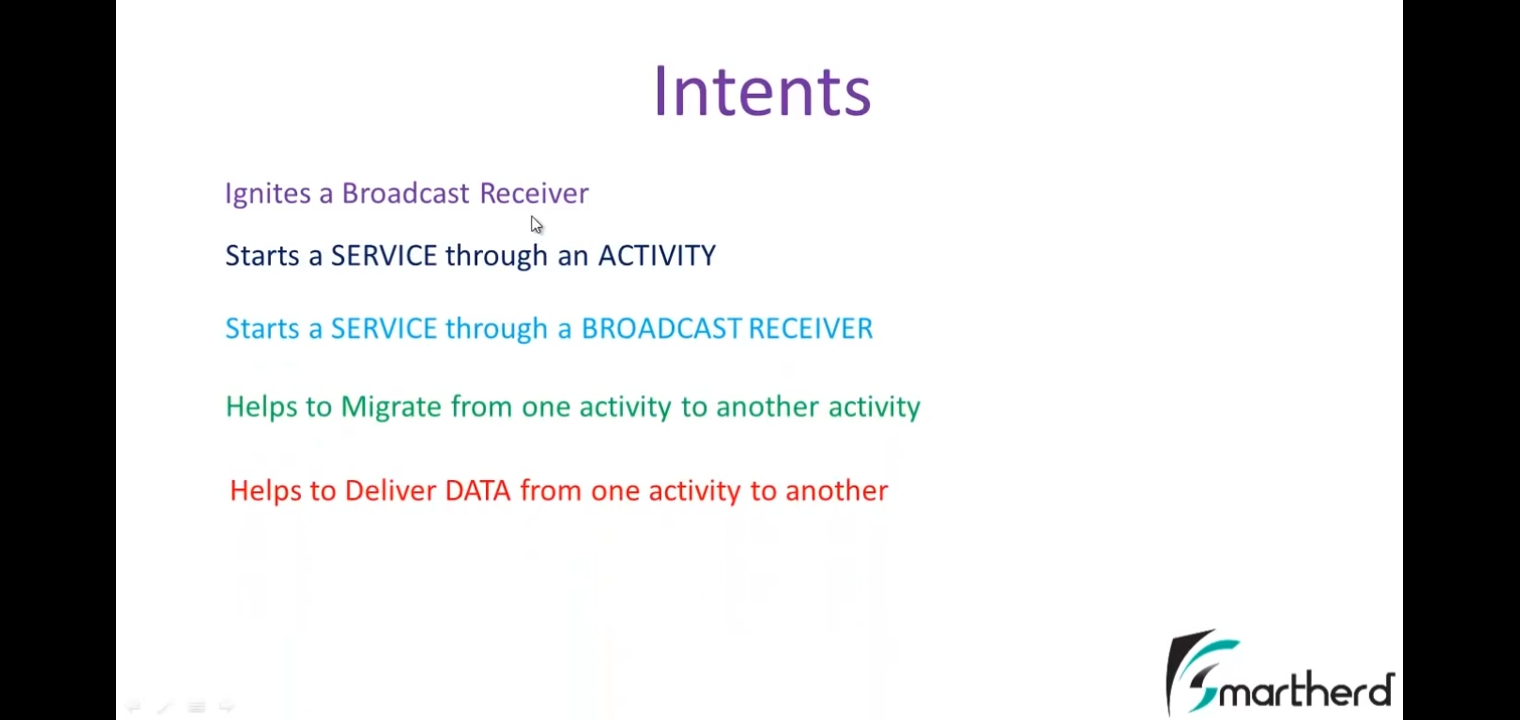 Intents
Ignites a Broadcast Receiver
Starts a SERVICE through an ACTIVITY
Starts a SERVICE through a BROADCAST RECEIVER
Helps to Migrate from one activity to another activity
Helps to Deliver DATA from one activity to another
Smartherd